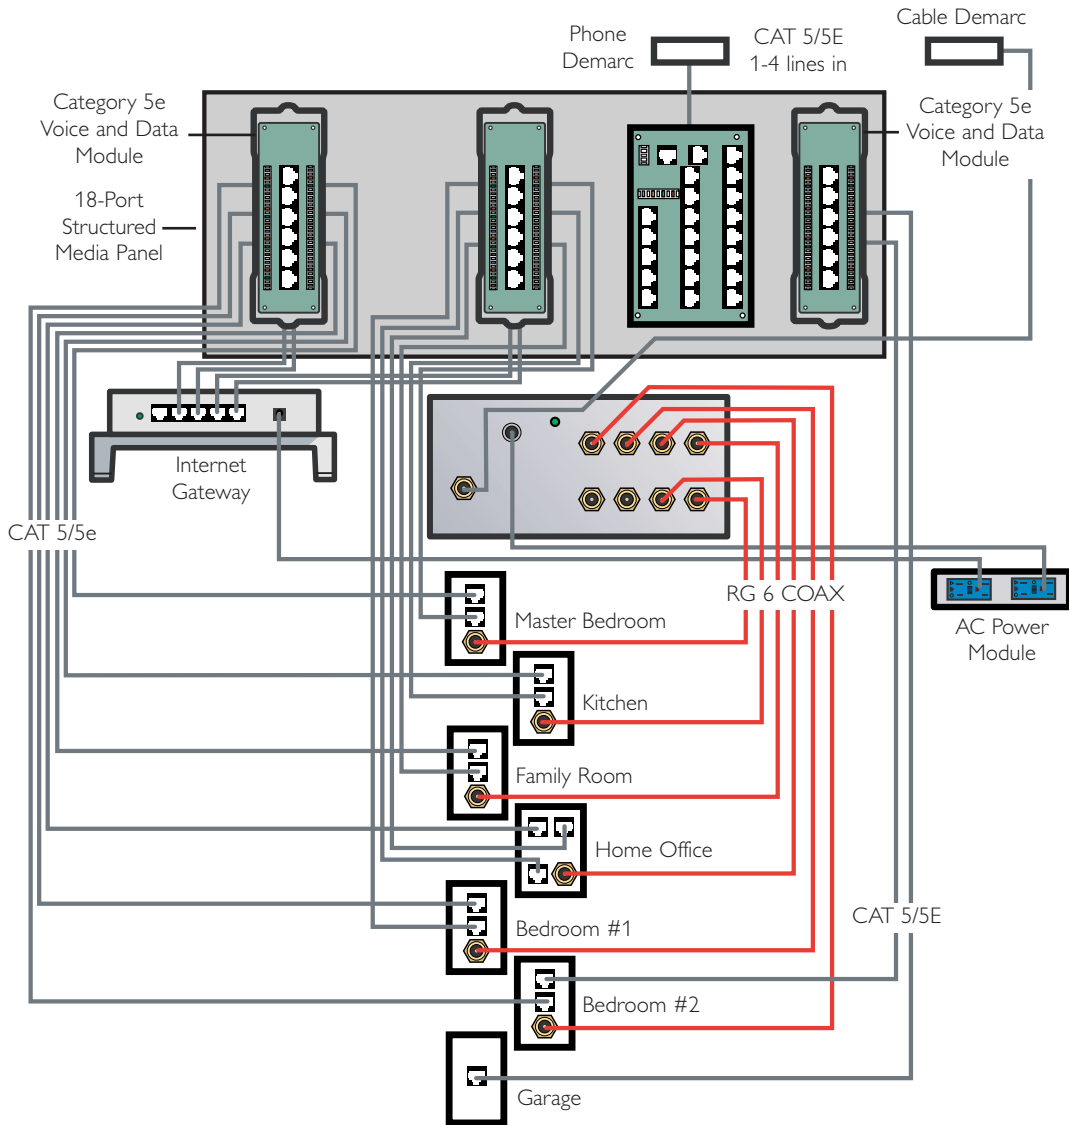 Cable Demarc
Phone
Demarc
CAT 5/5E
1-4 lines in
Category 5e
Voice and Data
Module
Category 5e
Voice and Data
Module
18-Port
Structured
Media Panel
Internet
Gateway
CAT 5/5e
RG 6 COAX
AC Power
Module
Master Bedroom
Kitchen
Family Room
Home Office
CAT 5/5E
Bedroom #1
Bedroom #2
Garage